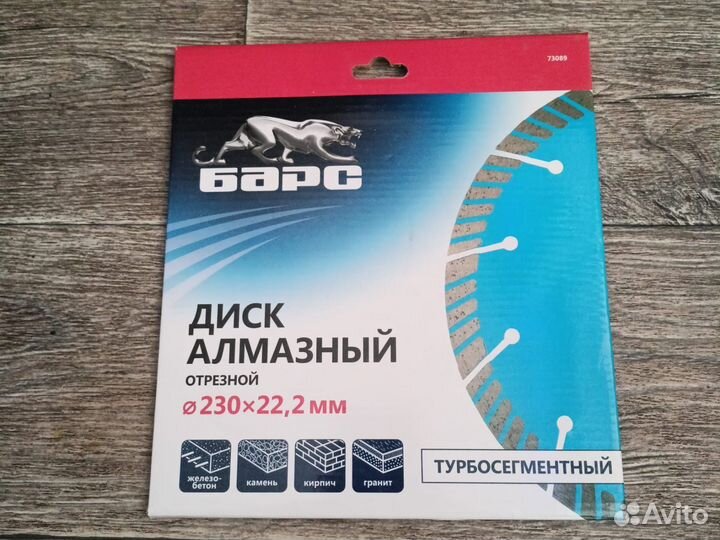 73089
БАРС
ДИСК
АЛМАЗНЫЙ
ОТРЕЗНОЙ
⌀ 230×22,2 мм
железо-
бетон
камень
кирпич
гранит
ТУРБОСЕГМЕНТНЫЙ
Avito